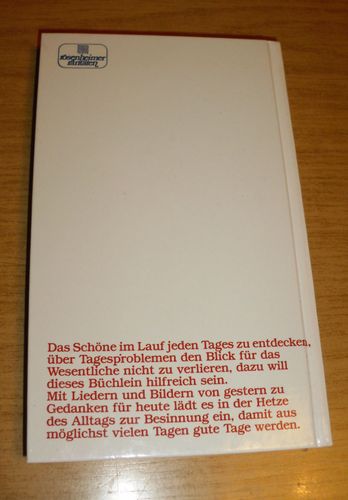 rosenheimer
raritäten
Das Schöne im Lauf jeden Tages zu entdecken,
über Tagesproblemen den Blick für das
Wesentliche nicht zu verlieren, dazu will
dieses Büchlein hilfreich sein.
Mit Liedern und Bildern von gestern zu
Gedanken für heute lädt es in der Hetze
des Alltags zur Besinnung ein, damit aus
möglichst vielen Tagen gute Tage werden.